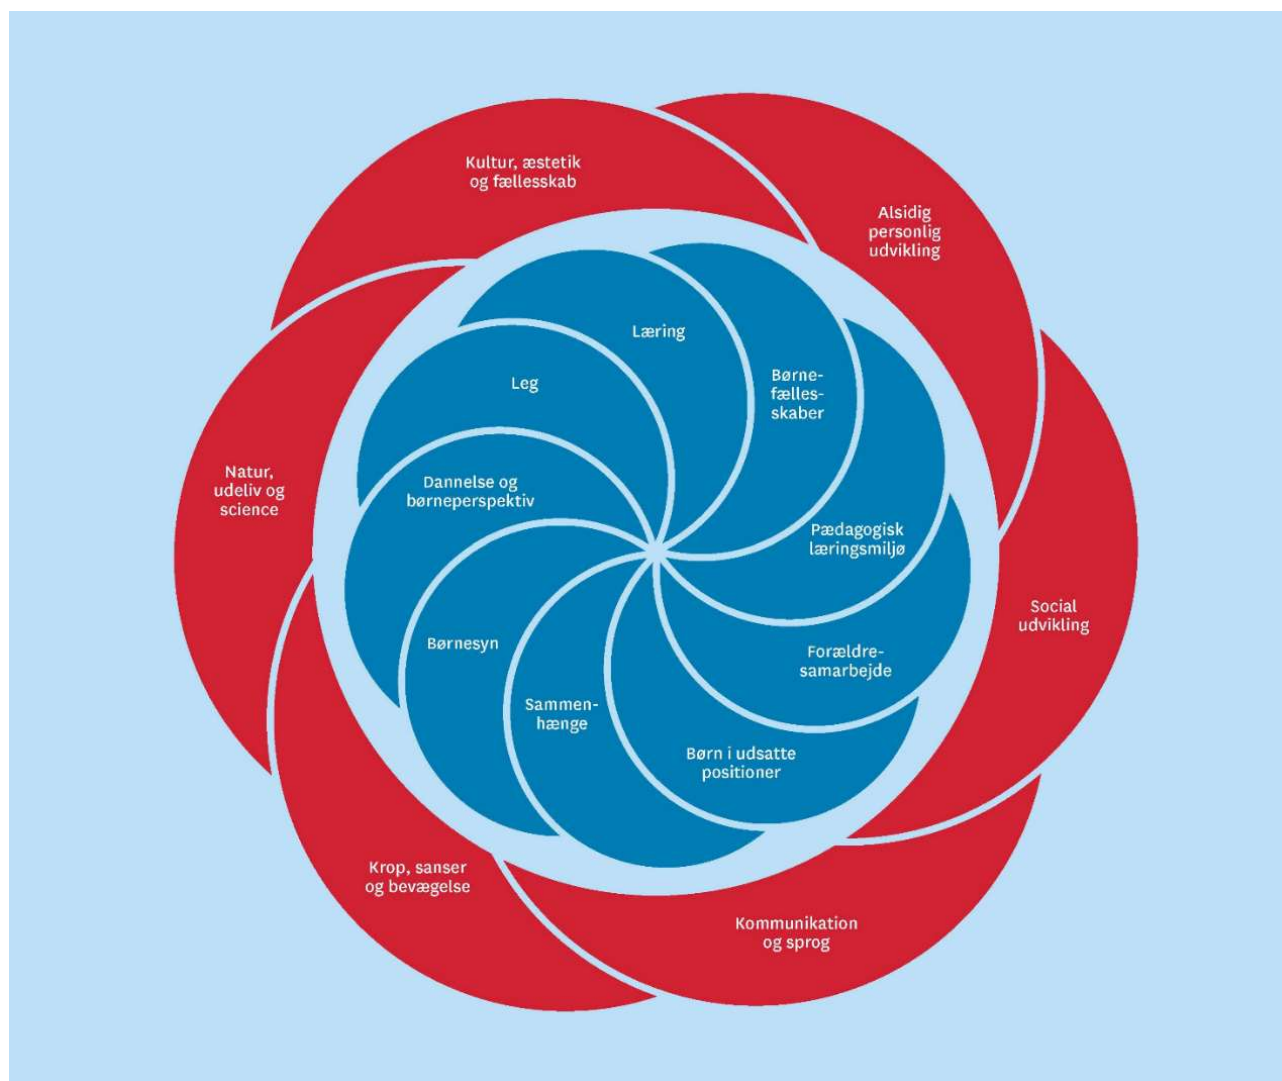 Kultur, æstetik
og fællesskab
Alsidig
personlig
udvikling
Læring
Børne-
fælles-
skaber
Leg
Natur,
udeliv og
science
Dannelse og
børneperspektiv
Pædagogisk
læringsmiljø
Social
udvikling
Børnesyn
Forældre-
samarbejde
Sammen-
hænge
Børn i udsatte
positioner
Krop, sanser
og bevægelse
Kommunikation
og sprog